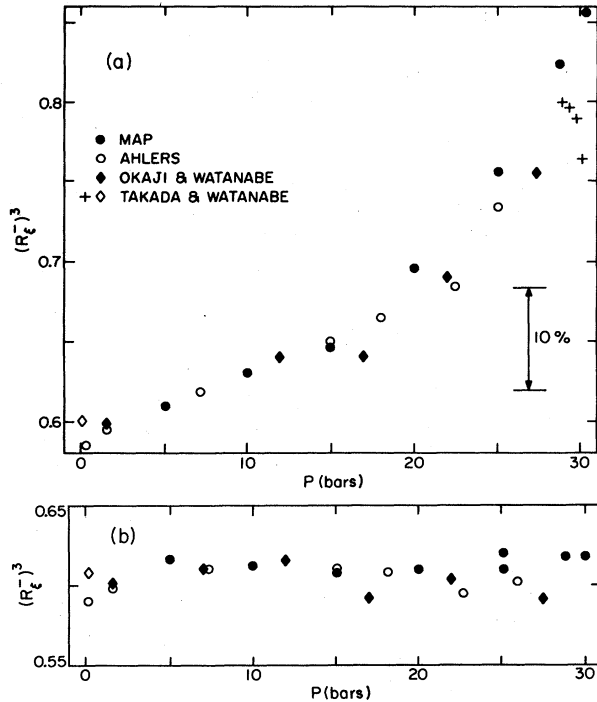 (a)
0.8
0.7
0.6
(R_ξ^-)^3
● MAP
○ AHLERS
◆ OKAJI & WATANABE
+◇ TAKADA & WATANABE
10%
0 10 20 30
P(bars)
(b)
0.65
0.55
(R_ξ^-)^3
0 10 20 30
P(bars)